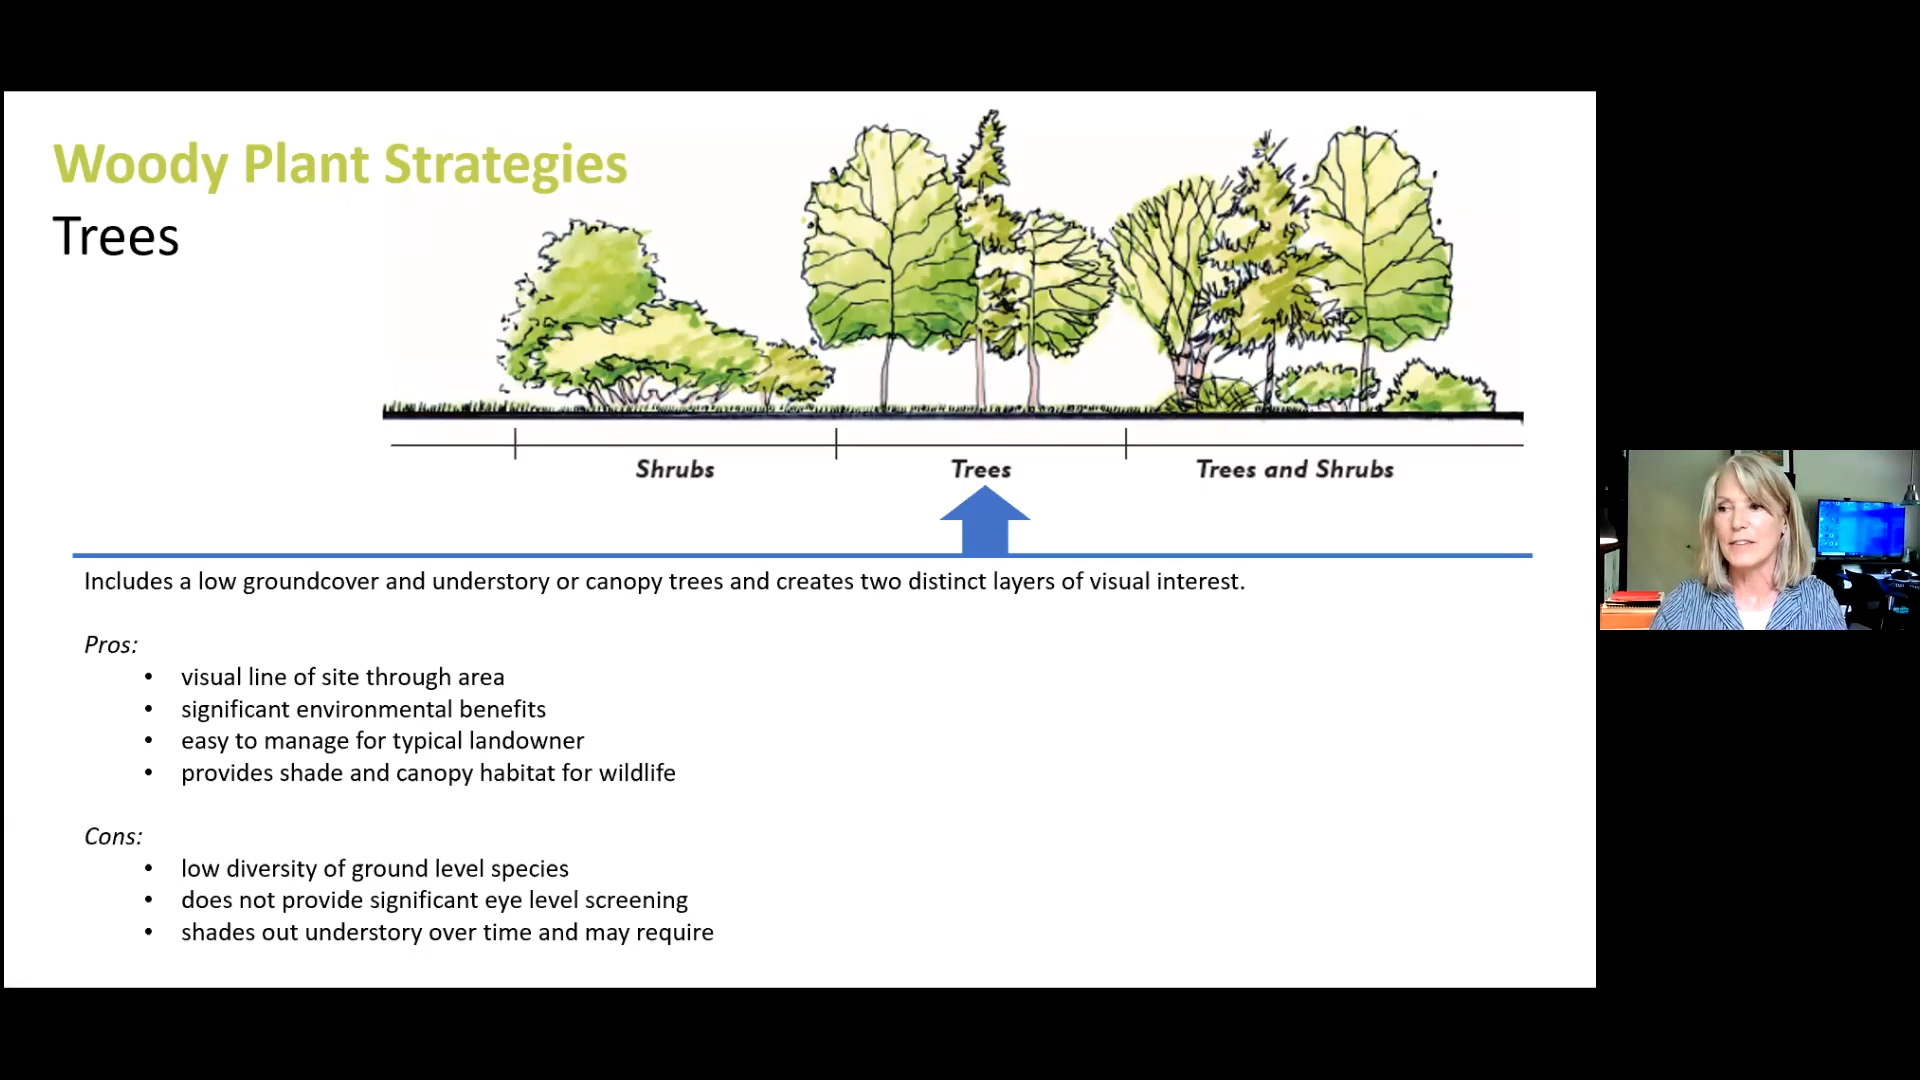 Woody Plant Strategies
Trees
Shrubs
Trees
Trees and Shrubs
Includes a low groundcover and understory or canopy trees and creates two distinct layers of visual interest.
Pros:
• visual line of site through area
• significant environmental benefits
• easy to manage for typical landowner
• provides shade and canopy habitat for wildlife
Cons:
• low diversity of ground level species
• does not provide significant eye level screening
• shades out understory over time and may require